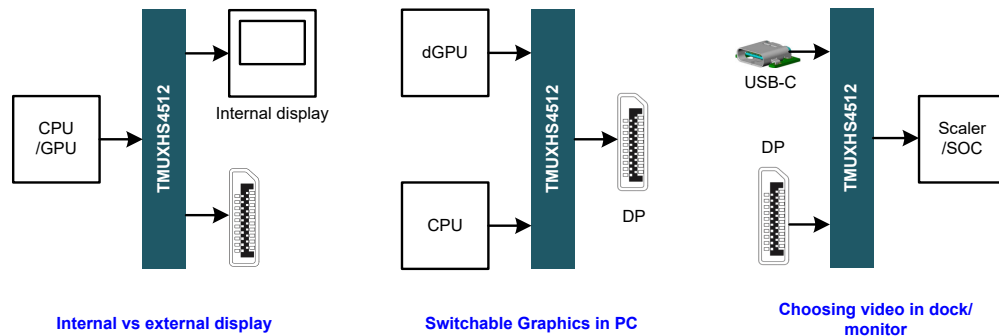 CPU
/GPU
TMUXHS4512
Internal display
Internal vs external display
dGPU
CPU
TMUXHS4512
DP
Switchable Graphics in PC
USB-C
DP
TMUXHS4512
Scaler
/SOC
Choosing video in dock/
monitor